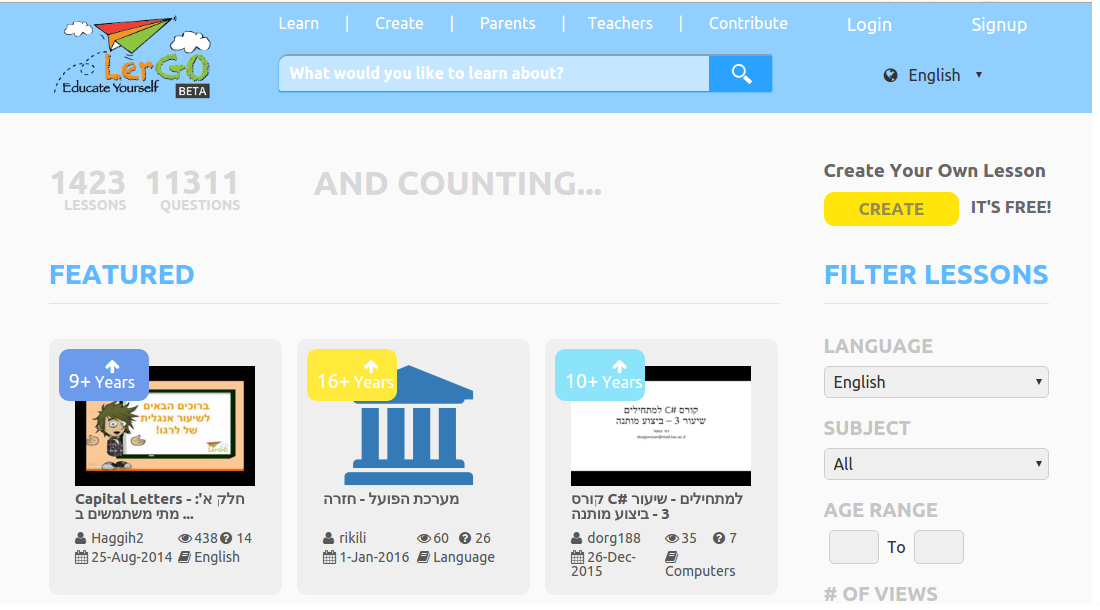 Learn | Create | Parents | Teachers | Contribute Login Signup
LerGO
Educate Yourself
BETA
What would you like to learn about?
English
1423 11311 AND COUNTING...
LESSONS QUESTIONS
Create Your Own Lesson
CREATE IT'S FREE!
FEATURED
FILTER LESSONS
9+ Years
ברוכים הבאים
לשיעור אנגלית
של לרגו!
Capital Letters - חלק א':
מתי משתמשים ב ...
Haggih2 438 14
25-Aug-2014 English
16+ Years
מערכת הפועל - חזרה
rikili 60 26
1-Jan-2016 Language
10+ Years
קורס C# למתחילים
שיעור 3 – ביצוע מותנה
קורס C# למתחילים - שיעור
3 - ביצוע מותנה
dorg188 35 7
26-Dec-2015 Computers
LANGUAGE
English
SUBJECT
All
AGE RANGE
To
# OF VIEWS